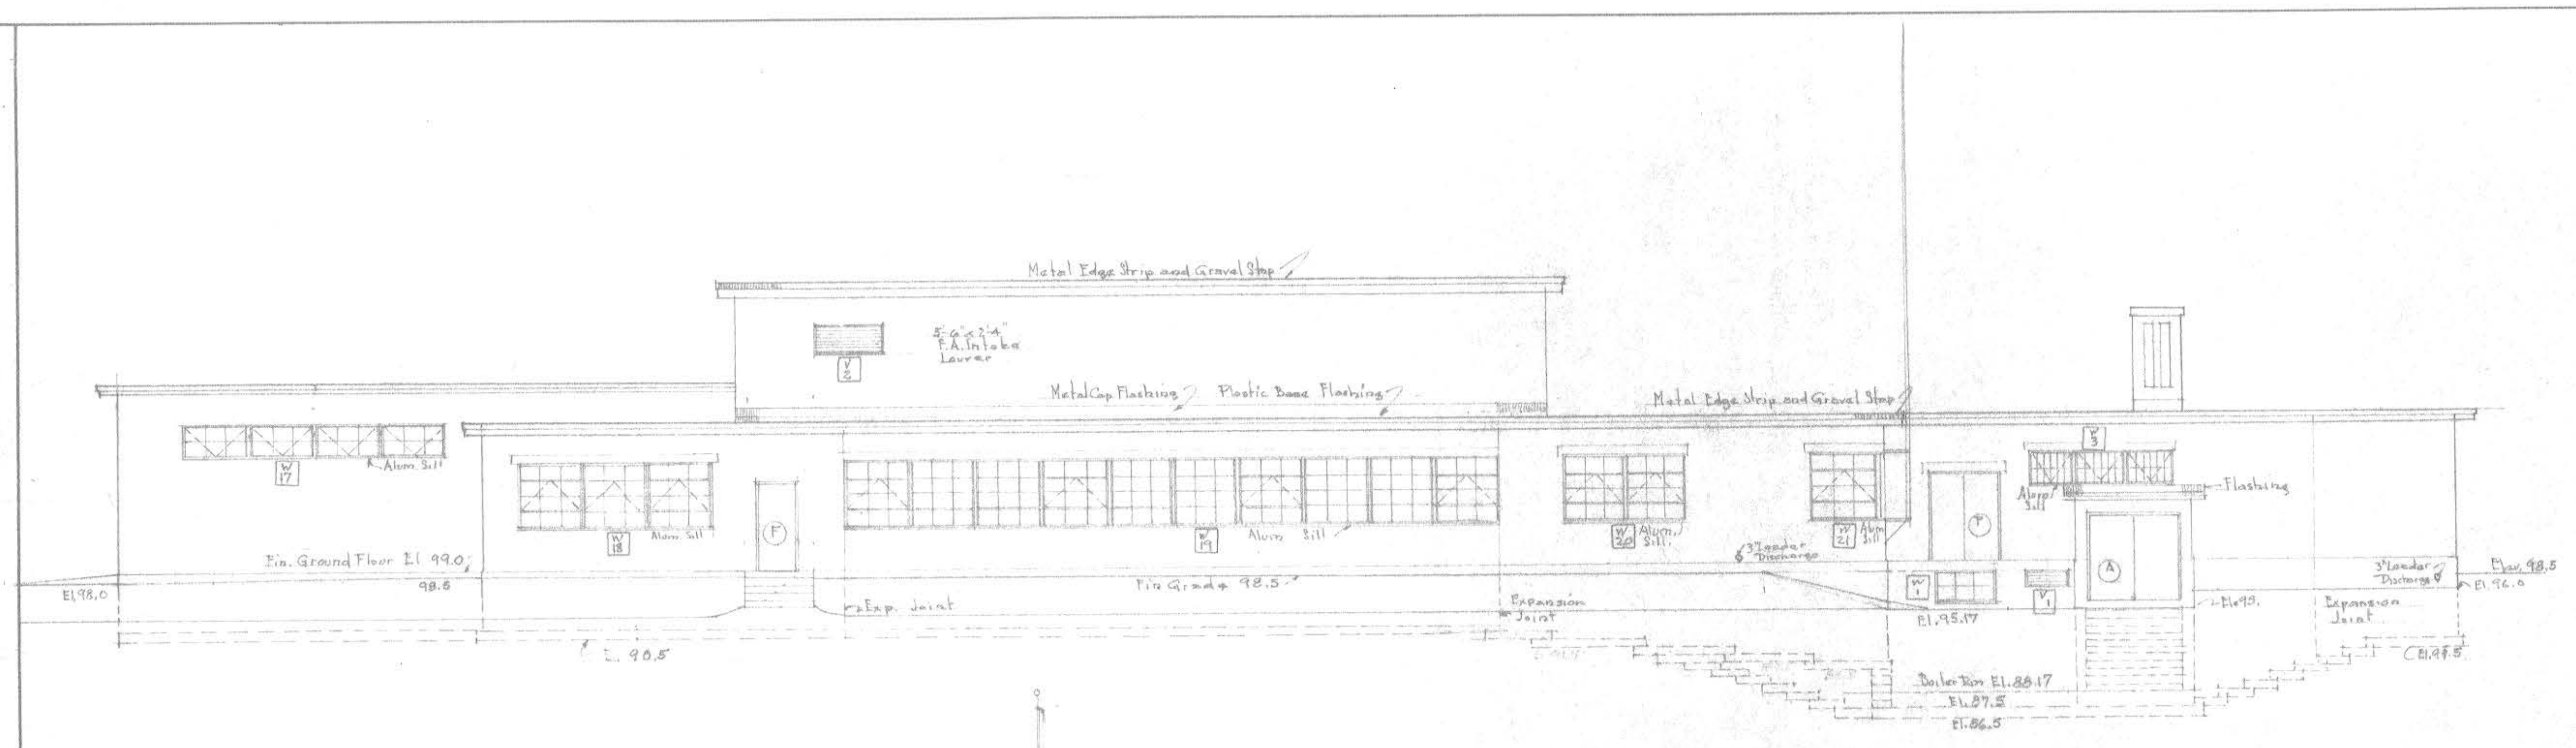 Metal Edge Strip and Gravel Stop
5'-6" x 2'-4"
F.A. Intake
Louver
V
2
Metal Cap Flashing
Plastic Base Flashing
Metal Edge Strip and Gravel Stop
W
3
W
17
Alum. Sill
Alum.
Sill
Flashing
W
18
Alum. Sill
F
W
19
Alum Sill
W
20
Alum.
Sill.
W
21
Alum
Sill
A
Fin. Ground Floor El 99.0
98.5
El. 98.0
Fin Grade 98.5
3" Leader
Discharge
W
1
V
1
3" Leader
Discharge
Elev. 98.5
El. 96.0
Exp. Joint
Expansion
Joint
El. 95.17
El. 95.
Expansion
Joint
El. 90.5
Boiler Rm El. 88.17
El. 87.5
El. 86.5